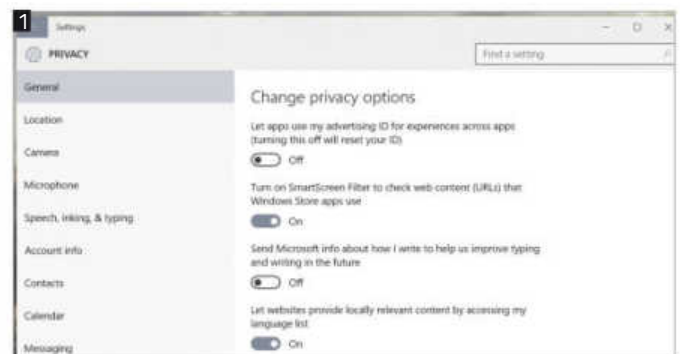 1
Settings
PRIVACY
Find a setting
General
Location
Camera
Microphone
Speech, inking, & typing
Account info
Contacts
Calendar
Messaging
Change privacy options
Let apps use my advertising ID for experiences across apps
(turning this off will reset your ID)
Off
Turn on SmartScreen Filter to check web content (URLs) that
Windows Store apps use
On
Send Microsoft info about how I write to help us improve typing
and writing in the future
Off
Let websites provide locally relevant content by accessing my
language list
On